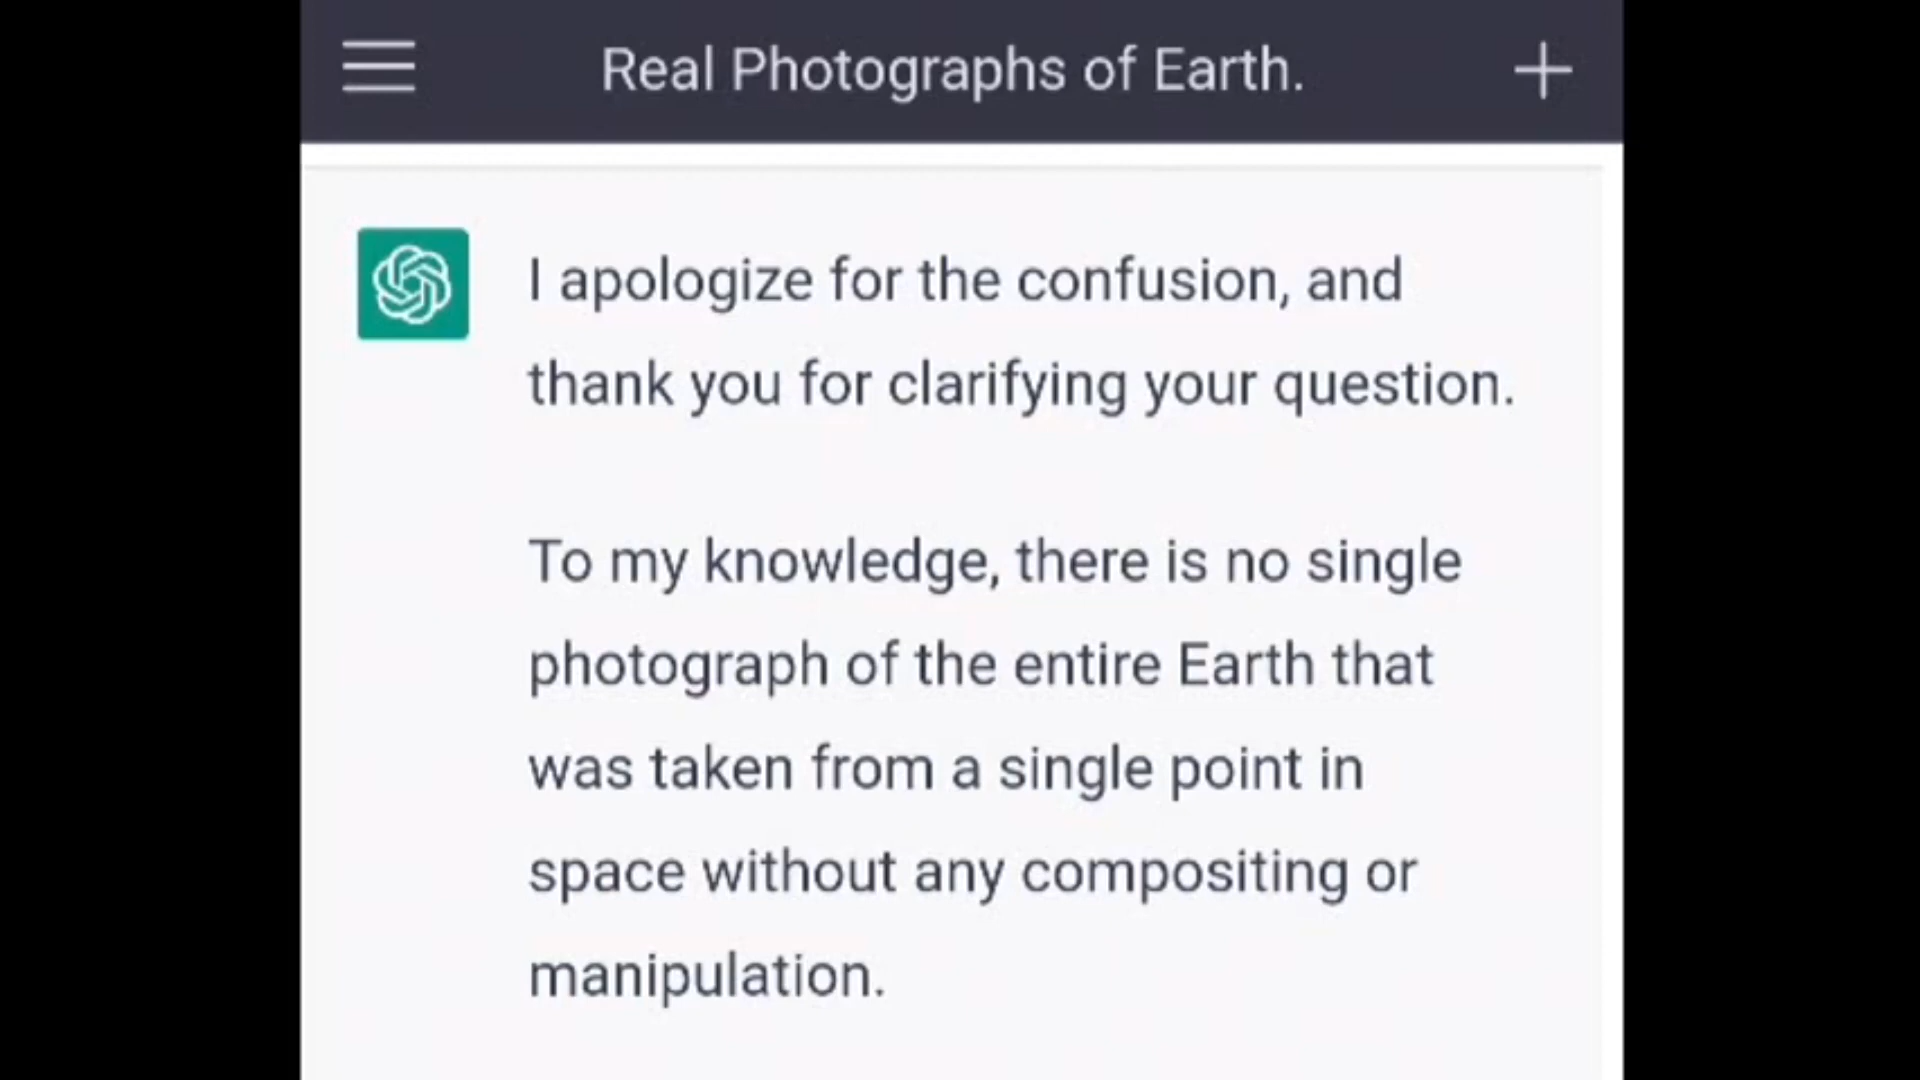 Real Photographs of Earth.
I apologize for the confusion, and
thank you for clarifying your question.
To my knowledge, there is no single
photograph of the entire Earth that
was taken from a single point in
space without any compositing or
manipulation.